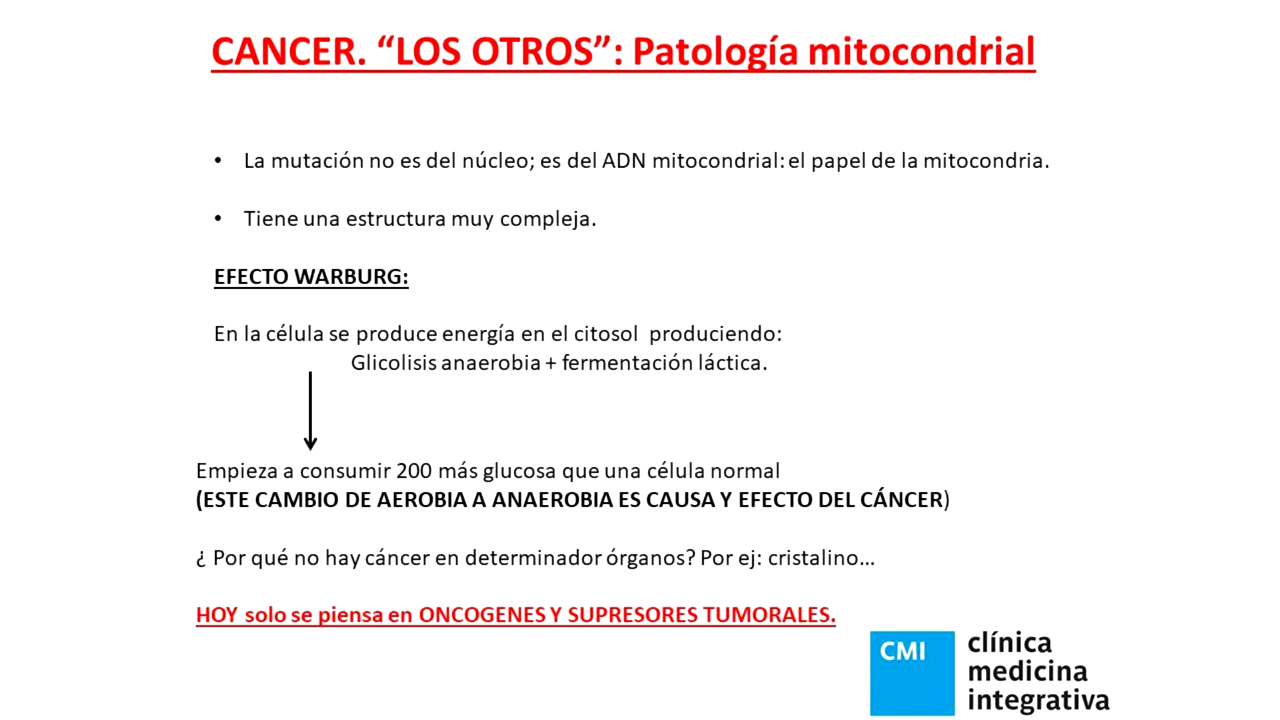 CANCER. “LOS OTROS”: Patología mitocondrial
• La mutación no es del núcleo; es del ADN mitocondrial: el papel de la mitocondria.
• Tiene una estructura muy compleja.
EFECTO WARBURG:
En la célula se produce energía en el citosol produciendo:
Glicolisis anaerobia + fermentación láctica.
Empieza a consumir 200 más glucosa que una célula normal
(ESTE CAMBIO DE AEROBIA A ANAEROBIA ES CAUSA Y EFECTO DEL CÁNCER)
¿ Por qué no hay cáncer en determinador órganos? Por ej: cristalino…
HOY solo se piensa en ONCOGENES Y SUPRESORES TUMORALES.
CMI
clínica
medicina
integrativa